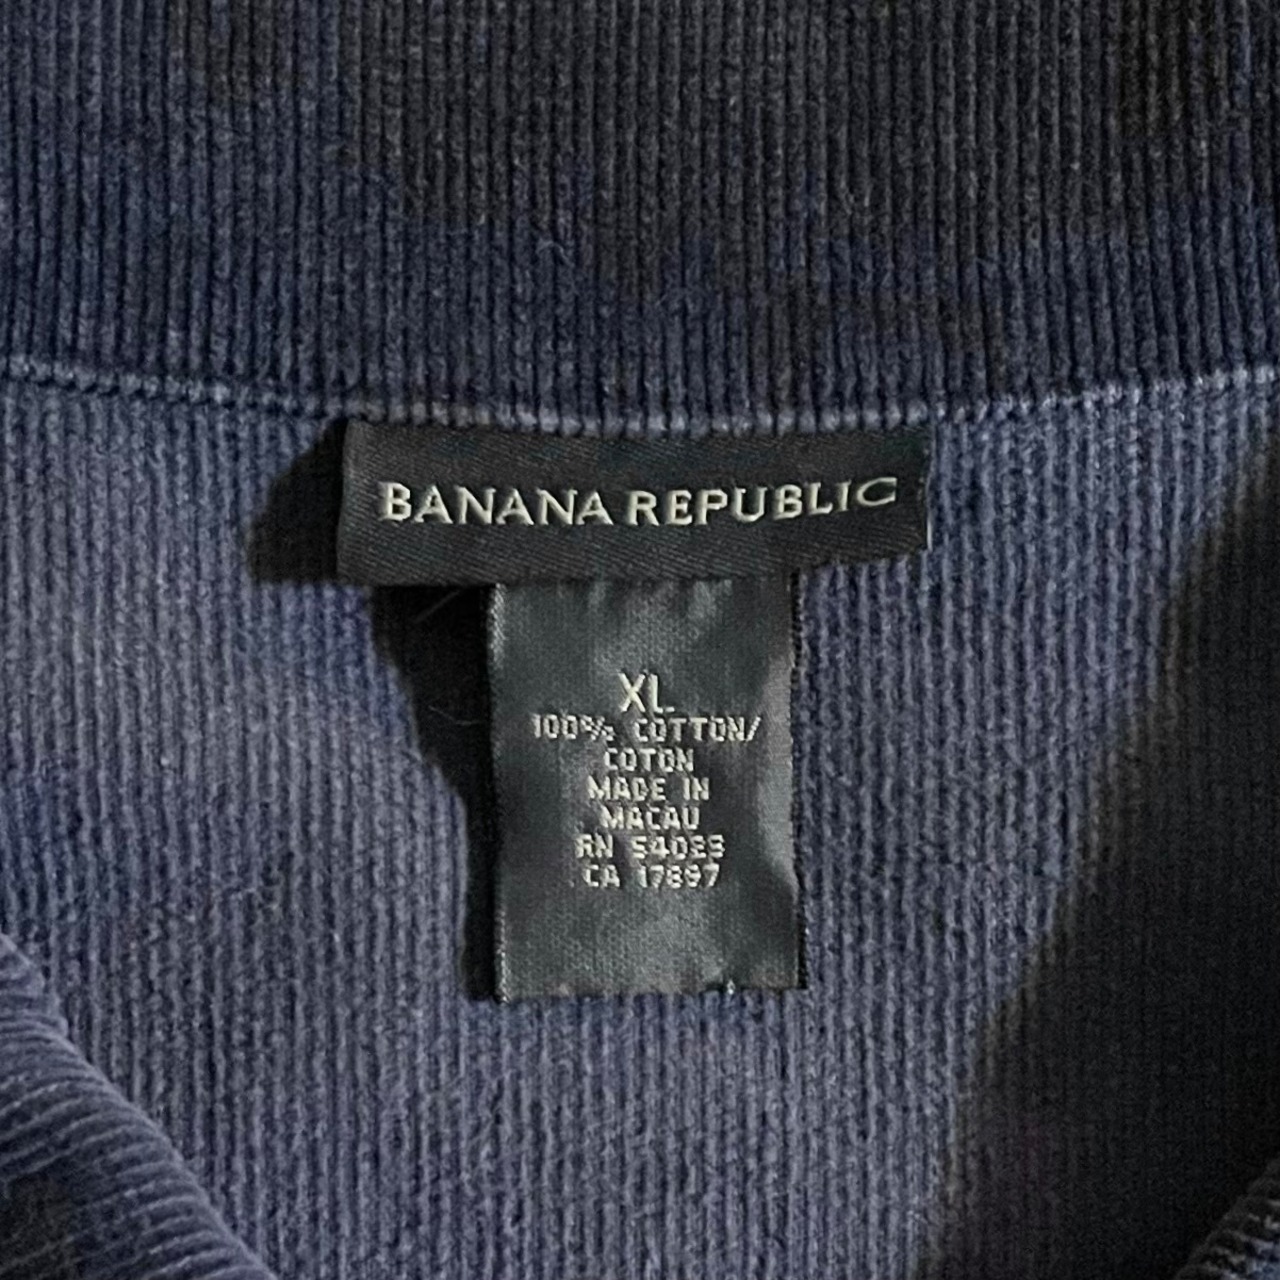 BANANA REPUBLIC
XL
100% COTTON/
COTON
MADE IN
MACAU
RN 54023
CA 17897